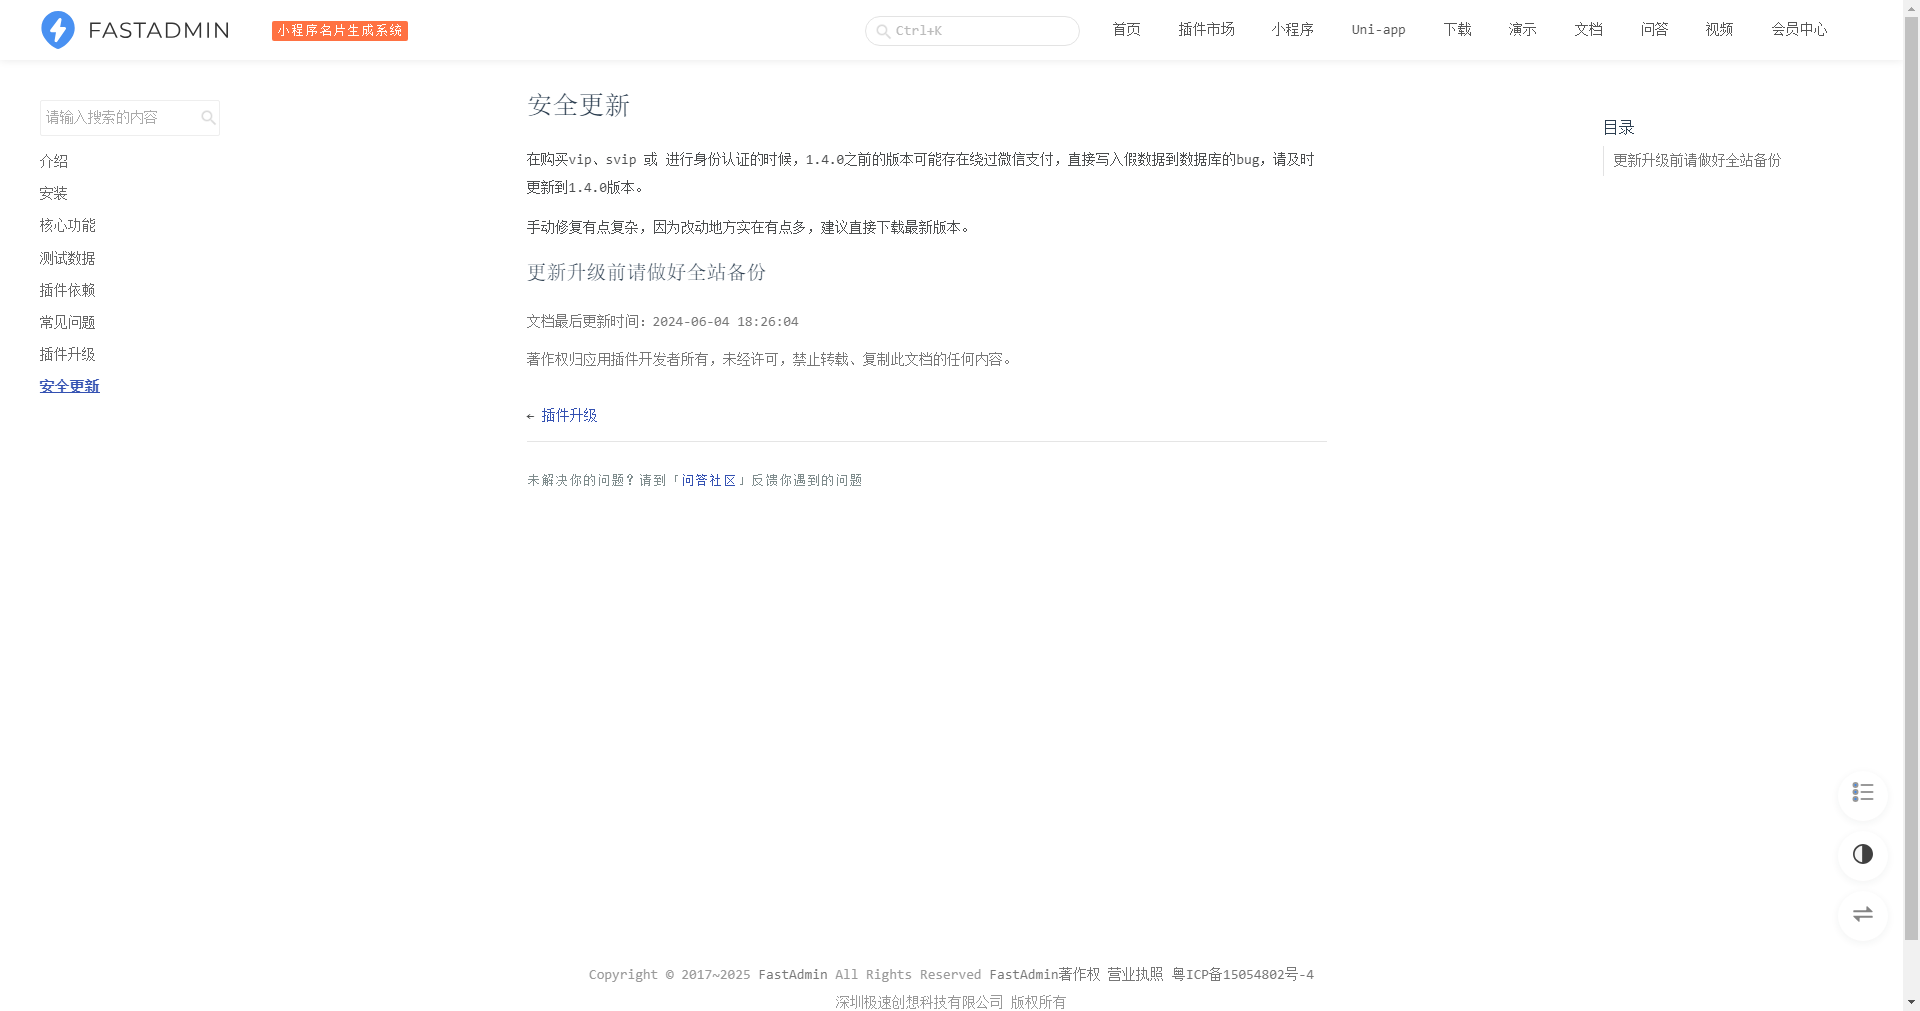 FASTADMIN
小程序名片生成系统
Ctrl+K
首页
插件市场
小程序
Uni-app
下载
演示
文档
问答
视频
会员中心
请输入搜索的内容
介绍
安装
核心功能
测试数据
插件依赖
常见问题
插件升级
安全更新
安全更新
在购买vip、svip 或 进行身份认证的时候，1.4.0之前的版本可能存在绕过微信支付，直接写入假数据到数据库的bug，请及时
更新到1.4.0版本。
手动修复有点复杂，因为改动地方实在有点多，建议直接下载最新版本。
更新升级前请做好全站备份
文档最后更新时间：2024-06-04 18:26:04
著作权归应用插件开发者所有，未经许可，禁止转载、复制此文档的任何内容。
← 插件升级
未解决你的问题？请到「问答社区」反馈你遇到的问题
目录
更新升级前请做好全站备份
Copyright © 2017~2025 FastAdmin All Rights Reserved FastAdmin著作权 营业执照 粤ICP备15054802号-4
深圳极速创想科技有限公司 版权所有